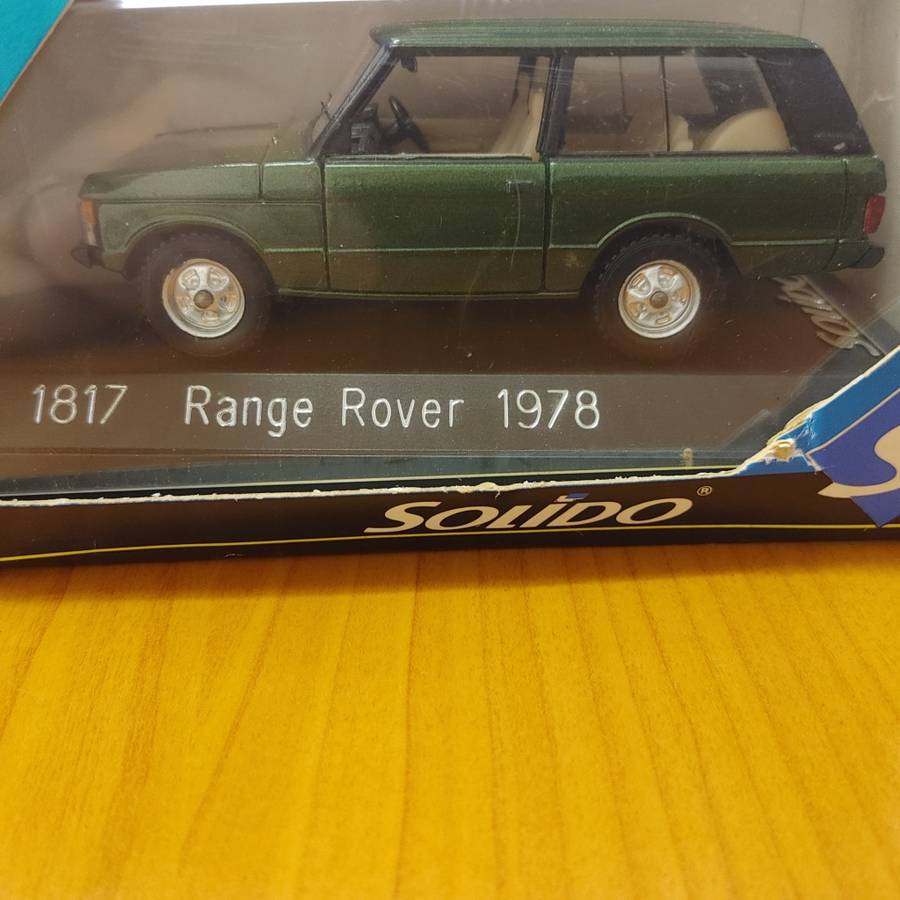 1817 Range Rover 1978
SOLIDO®